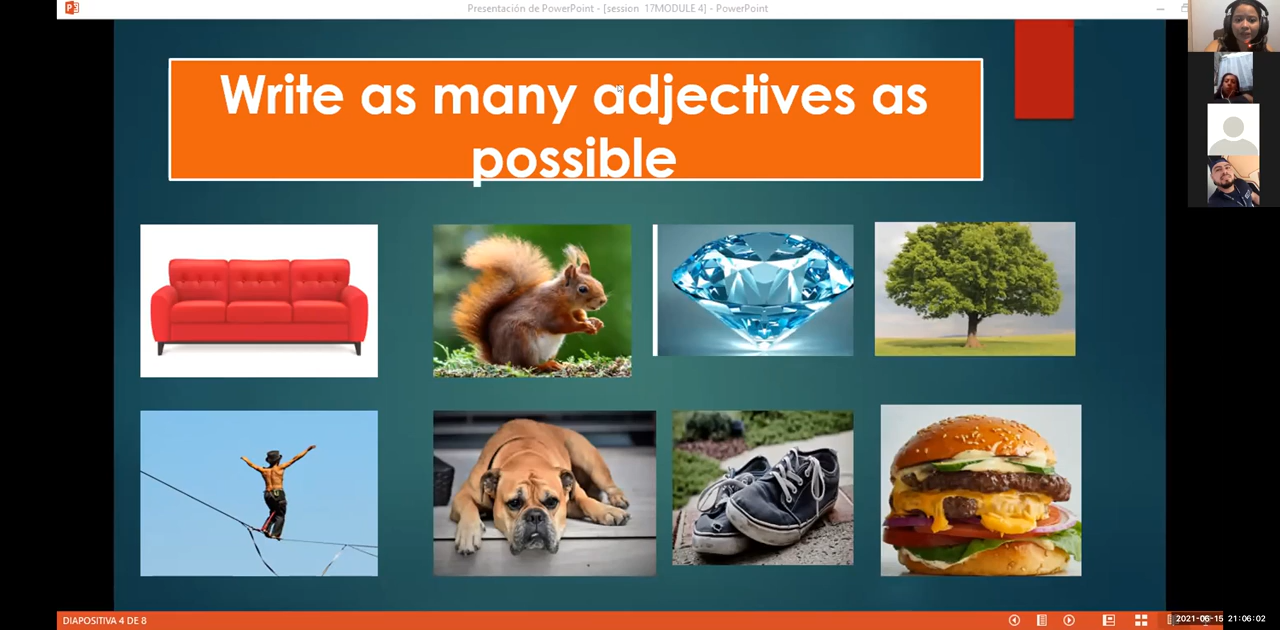 Presentación de PowerPoint - [session 17MODULE 4] - PowerPoint
Write as many adjectives as
possible
DIAPOSITIVA 4 DE 8
2021-06-15 21:06:02